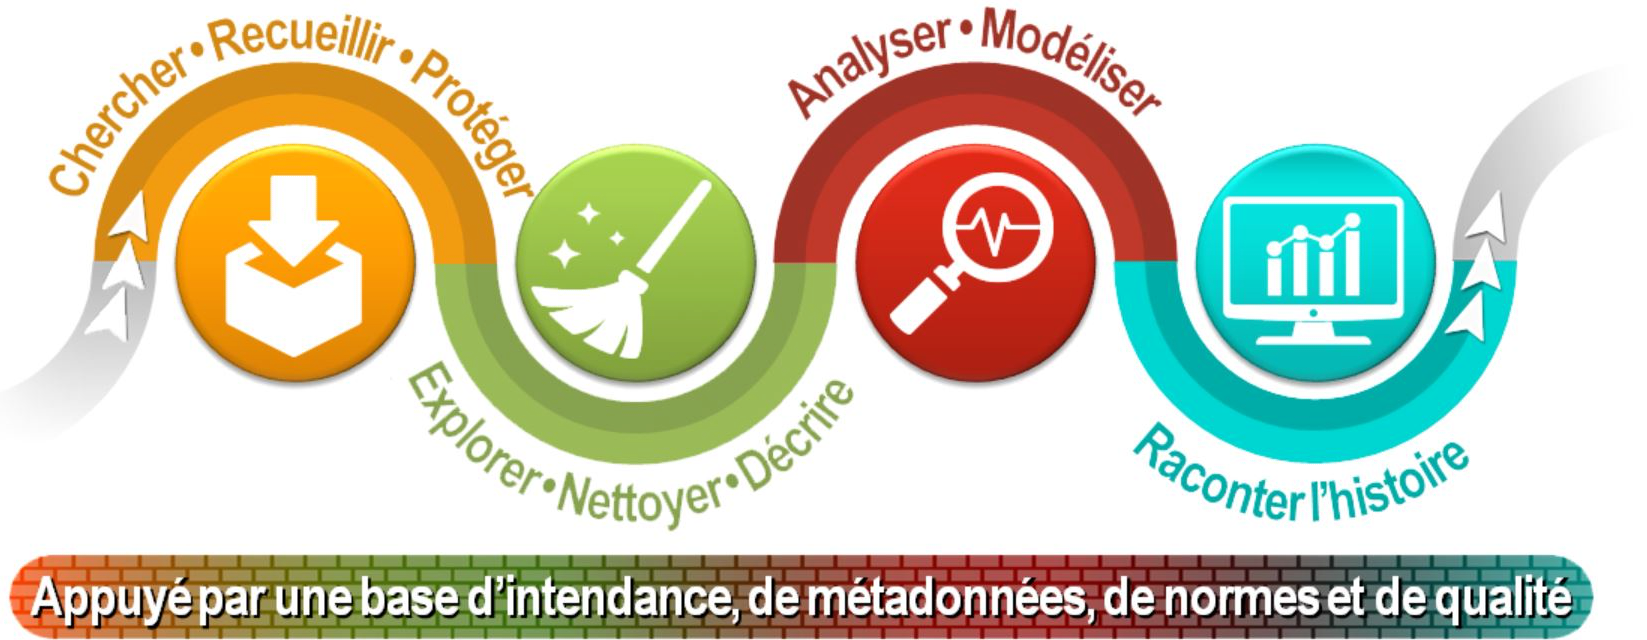 Chercher • Recueillir • Protéger
Explorer • Nettoyer • Décrire
Analyser • Modéliser
Raconter l’histoire
Appuyé par une base d’intendance, de métadonnées, de normes et de qualité